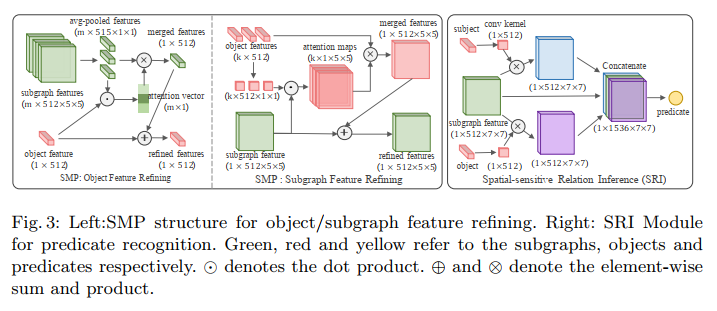 avg-pooled features
(m × 515×1×1)
merged features
(1 × 512)
subgraph features
(m × 512×5×5)
attention vector
(m×1)
object feature
(1 × 512)
refined features
(1 × 512)
SMP: Object Feature Refining
object features
(k × 512)
attention maps
(k×1×5×5)
merged features
(1 × 512×5×5)
(k×512×1×1)
subgraph feature
(1 × 512×5×5)
refined features
(1 × 512×5×5)
SMP : Subgraph Feature Refining
subject
conv kernel
(1×512)
(1×512×7×7)
Concatenate
subgraph feature
(1×512×7×7)
(1×1536×7×7)
predicate
object
(1×512)
(1×512×7×7)
Spatial-sensitive Relation Inference (SRI)
Fig. 3: Left:SMP structure for object/subgraph feature refining. Right: SRI Module
for predicate recognition. Green, red and yellow refer to the subgraphs, objects and
predicates respectively. ⊙ denotes the dot product. ⊕ and ⊗ denote the element-wise
sum and product.